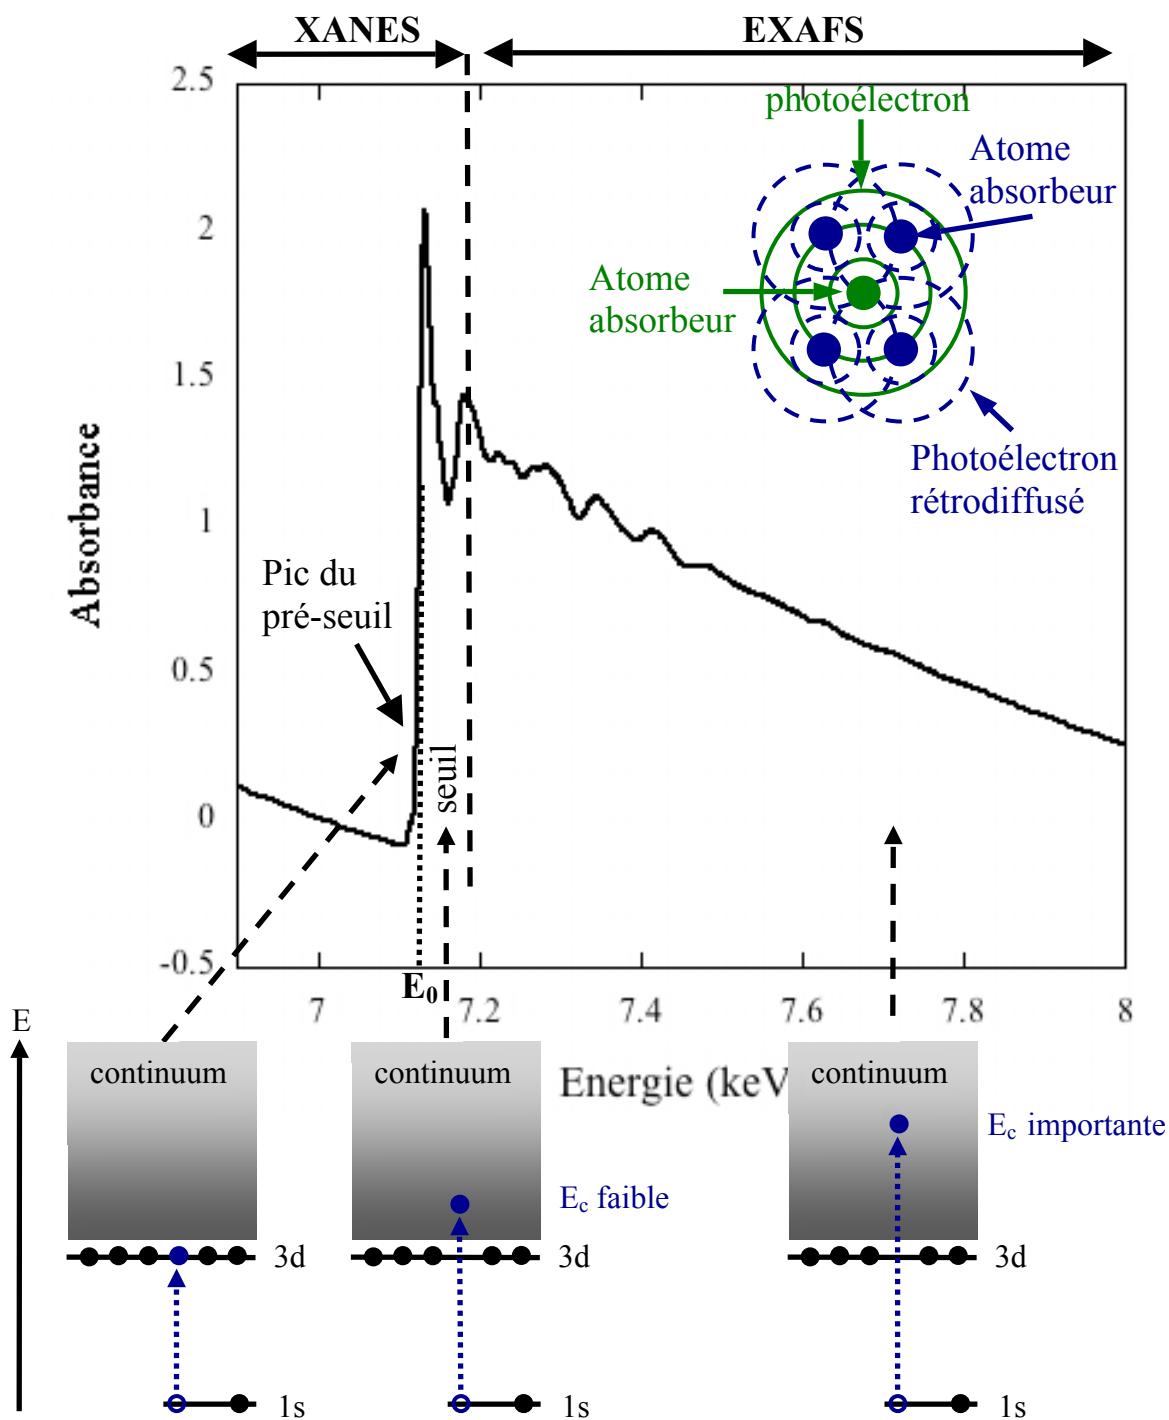 XANES
EXAFS
2.5
photoélectron
Atome
absorbeur
2
Atome
absorbeur
1.5
Photoélectron
rétrodiffusé
Absorbance
1
Pic du
pré-seuil
0.5
seuil
0
-0.5
E₀
7
7.2
7.4
7.6
7.8
8
E
continuum
continuum
Energie (keV
continuum
E_c importante
E_c faible
3d
3d
3d
1s
1s
1s